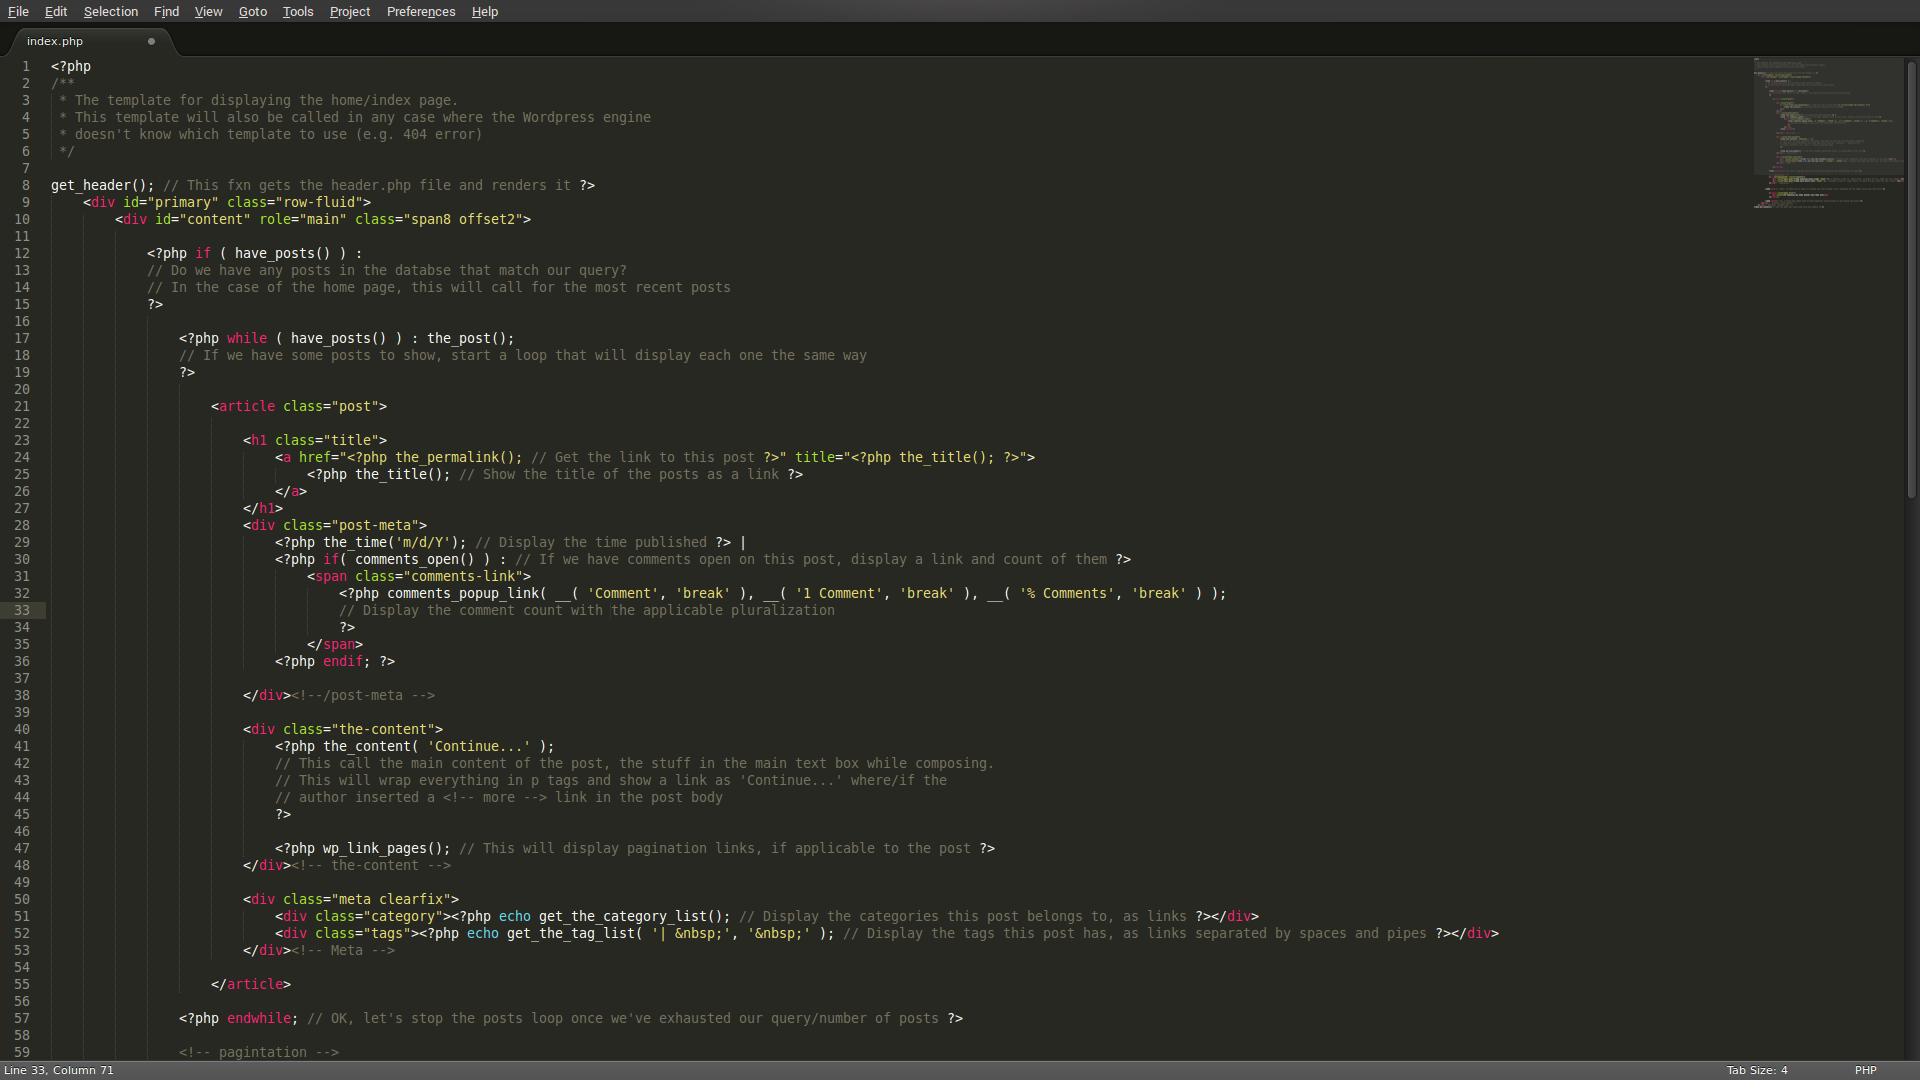 File Edit Selection Find View Goto Tools Project Preferences Help
index.php
1 <?php
2 /**
3  * The template for displaying the home/index page.
4  * This template will also be called in any case where the Wordpress engine
5  * doesn't know which template to use (e.g. 404 error)
6  */
7
8 get_header(); // This fxn gets the header.php file and renders it ?>
9     <div id="primary" class="row-fluid">
10         <div id="content" role="main" class="span8 offset2">
11
12             <?php if ( have_posts() ) :
13             // Do we have any posts in the databse that match our query?
14             // In the case of the home page, this will call for the most recent posts
15             ?>
16
17                 <?php while ( have_posts() ) : the_post();
18                 // If we have some posts to show, start a loop that will display each one the same way
19                 ?>
20
21                     <article class="post">
22
23                         <h1 class="title">
24                             <a href="<?php the_permalink(); // Get the link to this post ?>" title="<?php the_title(); ?>">
25                                 <?php the_title(); // Show the title of the posts as a link ?>
26                             </a>
27                         </h1>
28                         <div class="post-meta">
29                             <?php the_time('m/d/Y'); // Display the time published ?> |
30                             <?php if( comments_open() ) : // If we have comments open on this post, display a link and count of them ?>
31                                 <span class="comments-link">
32                                     <?php comments_popup_link( __( 'Comment', 'break' ), __( '1 Comment', 'break' ), __( '% Comments', 'break' ) );
33                                     // Display the comment count with the applicable pluralization
34                                     ?>
35                                 </span>
36                             <?php endif; ?>
37
38                         </div><!--/post-meta -->
39
40                         <div class="the-content">
41                             <?php the_content( 'Continue...' );
42                             // This call the main content of the post, the stuff in the main text box while composing.
43                             // This will wrap everything in p tags and show a link as 'Continue...' where/if the
44                             // author inserted a <!-- more --> link in the post body
45                             ?>
46
47                             <?php wp_link_pages(); // This will display pagination links, if applicable to the post ?>
48                         </div><!-- the-content -->
49
50                         <div class="meta clearfix">
51                             <div class="category"><?php echo get_the_category_list(); // Display the categories this post belongs to, as links ?></div>
52                             <div class="tags"><?php echo get_the_tag_list( '| &nbsp;', '&nbsp;' ); // Display the tags this post has, as links separated by spaces and pipes ?></div>
53                         </div><!-- Meta -->
54
55                     </article>
56
57                 <?php endwhile; // OK, let's stop the posts loop once we've exhausted our query/number of posts ?>
58
59                 <!-- pagintation -->
Line 33, Column 71 Tab Size: 4 PHP